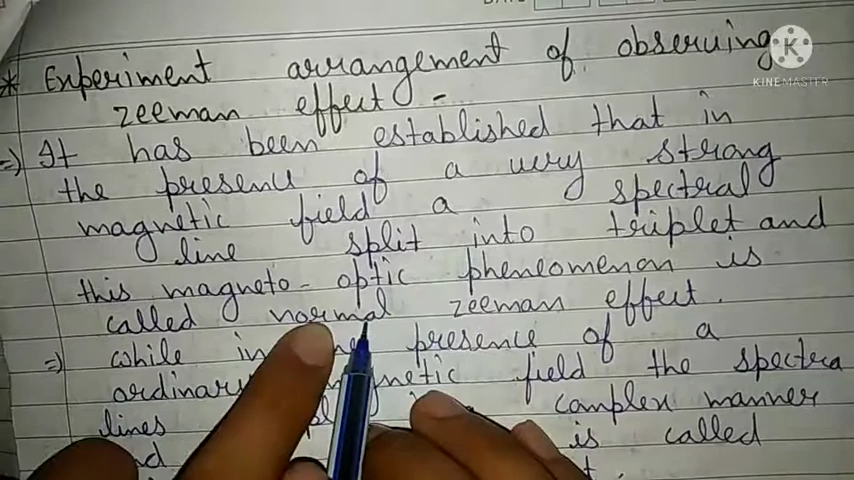 DATE
KINEMASTER
* Experiment arrangement of observing
zeeman effect -
=) It has been established that in
the presence of a very strong
magnetic field a spectral
line split into triplet and
this magneto-optic pheneomenon is
called normal zeeman effect.
=) while in presence of a
ordinary field the spectra
lines complex manner
is called